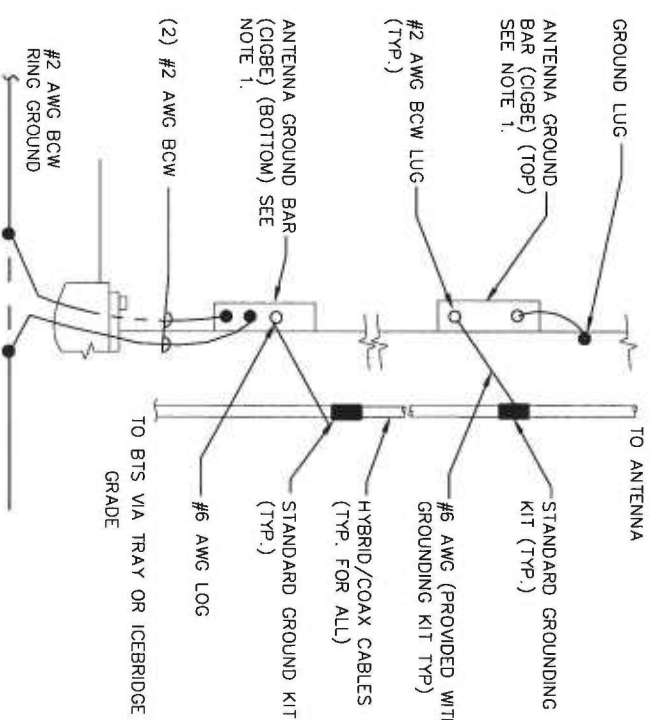 GROUND LUG
ANTENNA GROUND
BAR (CIGBE) (TOP)
SEE NOTE 1.
#2 AWG BCW LUG
(TYP.)
ANTENNA GROUND BAR
(CIGBE) (BOTTOM) SEE
NOTE 1.
(2) #2 AWG BCW
#2 AWG BCW
RING GROUND
TO ANTENNA
STANDARD GROUNDING
KIT (TYP.)
#6 AWG (PROVIDED WIT
GROUNDING KIT TYP)
HYBRID/COAX CABLES
(TYP. FOR ALL)
STANDARD GROUND KIT
(TYP.)
#6 AWG LOG
TO BTS VIA TRAY OR ICEBRIDGE
GRADE